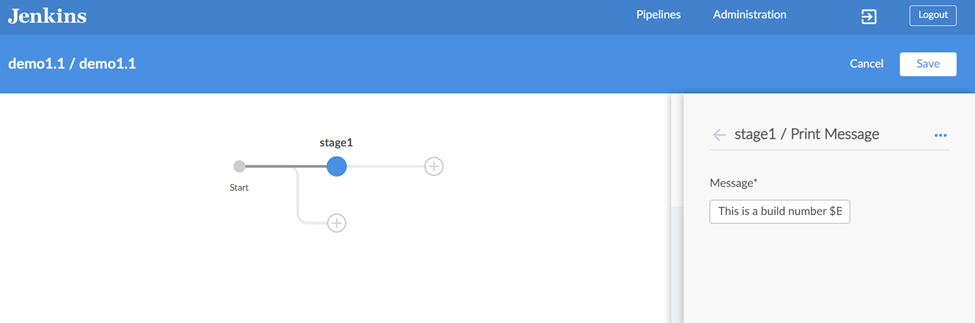 Jenkins
Pipelines
Administration
Logout
demo1.1 / demo1.1
Cancel
Save
stage1
Start
stage1 / Print Message
Message*
This is a build number $E